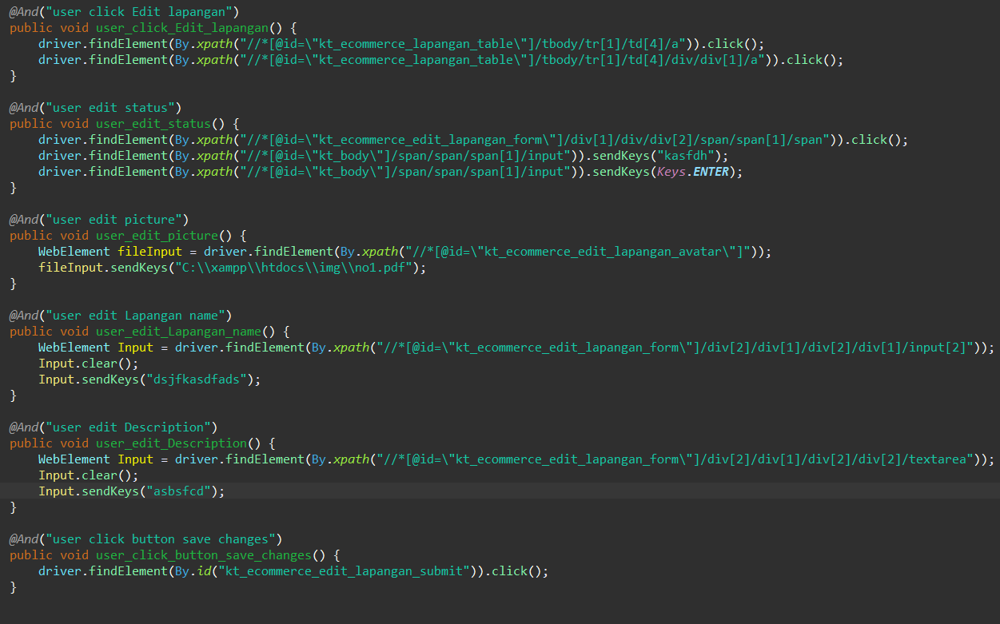 @And("user click Edit lapangan")
public void user_click_Edit_lapangan() {
    driver.findElement(By.xpath("//*[@id=\"kt_ecommerce_lapangan_table\"]/tbody/tr[1]/td[4]/a")).click();
    driver.findElement(By.xpath("//*[@id=\"kt_ecommerce_lapangan_table\"]/tbody/tr[1]/td[4]/div/div[1]/a")).click();
}

@And("user edit status")
public void user_edit_status() {
    driver.findElement(By.xpath("//*[@id=\"kt_ecommerce_edit_lapangan_form\"]/div[1]/div/div[2]/span/span[1]/span")).click();
    driver.findElement(By.xpath("//*[@id=\"kt_body\"]/span/span/span[1]/input")).sendKeys("kasfdh");
    driver.findElement(By.xpath("//*[@id=\"kt_body\"]/span/span/span[1]/input")).sendKeys(Keys.ENTER);
}

@And("user edit picture")
public void user_edit_picture() {
    WebElement fileInput = driver.findElement(By.xpath("//*[@id=\"kt_ecommerce_edit_lapangan_avatar\"]"));
    fileInput.sendKeys("C:\\xampp\\htdocs\\img\\no1.pdf");
}

@And("user edit Lapangan name")
public void user_edit_Lapangan_name() {
    WebElement Input = driver.findElement(By.xpath("//*[@id=\"kt_ecommerce_edit_lapangan_form\"]/div[2]/div[1]/div[2]/div[1]/input[2]"));
    Input.clear();
    Input.sendKeys("dsjfkasdfads");
}

@And("user edit Description")
public void user_edit_Description() {
    WebElement Input = driver.findElement(By.xpath("//*[@id=\"kt_ecommerce_edit_lapangan_form\"]/div[2]/div[1]/div[2]/div[2]/textarea"));
    Input.clear();
    Input.sendKeys("asbsfcd");
}

@And("user click button save changes")
public void user_click_button_save_changes() {
    driver.findElement(By.id("kt_ecommerce_edit_lapangan_submit")).click();
}